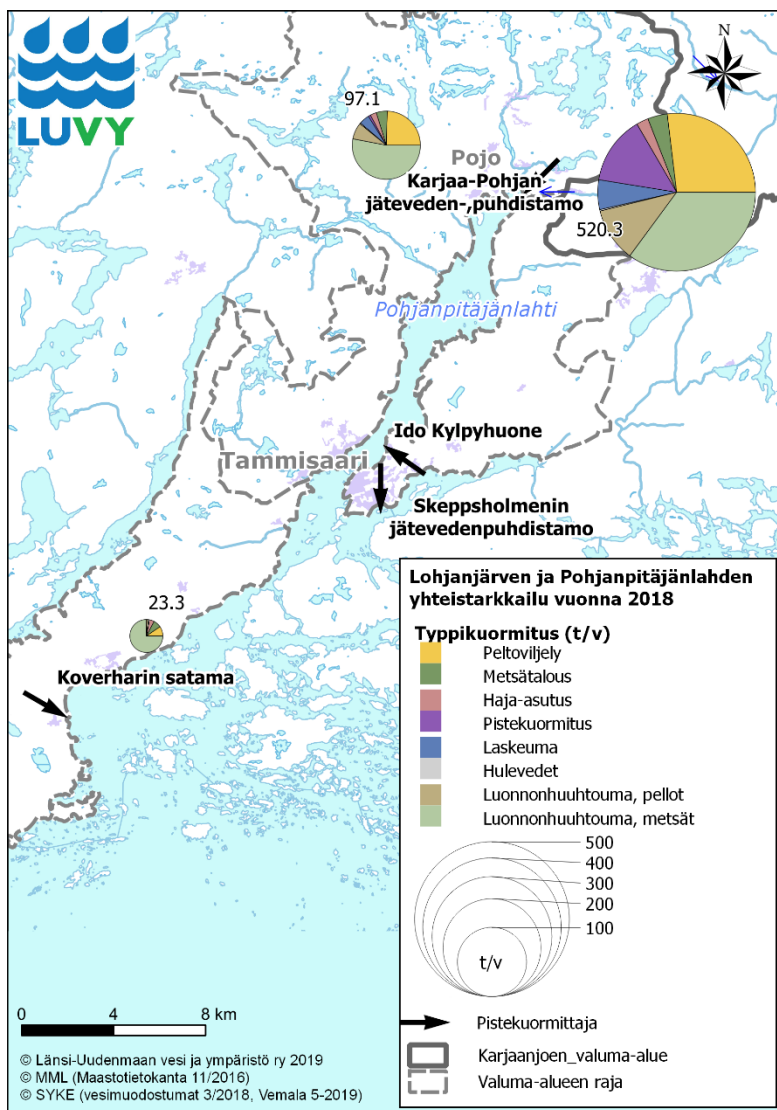 LUVY
N
97.1
Pojo
Karjaa-Pohjan
jäteveden-,puhdistamo
520.3
Pohjanpitäjänlahti
Ido Kylpyhuone
Tammisaari
Skeppsholmenin
jätevedenpuhdistamo
23.3
Koverharin satama
Lohjanjärven ja Pohjanpitäjänlahden
yhteistarkkailu vuonna 2018
Typpikuormitus (t/v)
Peltoviljely
Metsätalous
Haja-asutus
Pistekuormitus
Laskeuma
Hulevedet
Luonnonhuuhtouma, pellot
Luonnonhuuhtouma, metsät
500
400
300
200
100
t/v
Pistekuormittaja
Karjaanjoen_valuma-alue
Valuma-alueen raja
0 4 8 km
© Länsi-Uudenmaan vesi ja ympäristö ry 2019
© MML (Maastotietokanta 11/2016)
© SYKE (vesimuodostumat 3/2018, Vemala 5-2019)